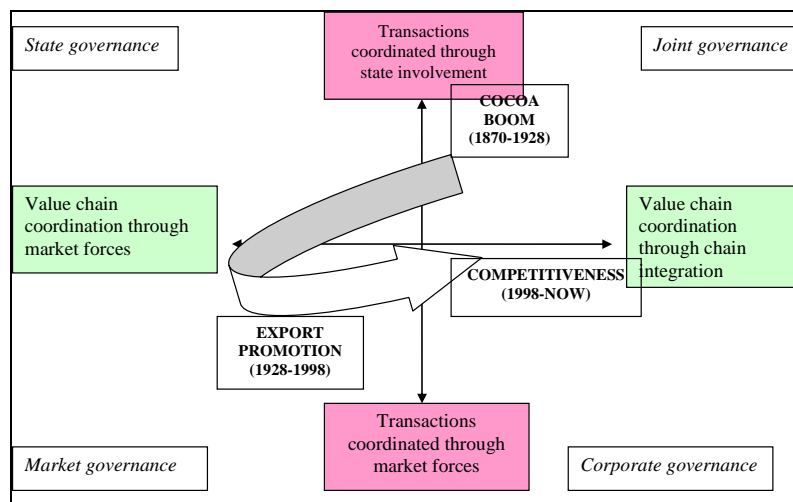 State governance
Transactions
coordinated through
state involvement
Joint governance
COCOA
BOOM
(1870-1928)
Value chain
coordination through
market forces
Value chain
coordination
through chain
integration
COMPETITIVENESS
(1998-NOW)
EXPORT
PROMOTION
(1928-1998)
Transactions
coordinated through
market forces
Market governance
Corporate governance